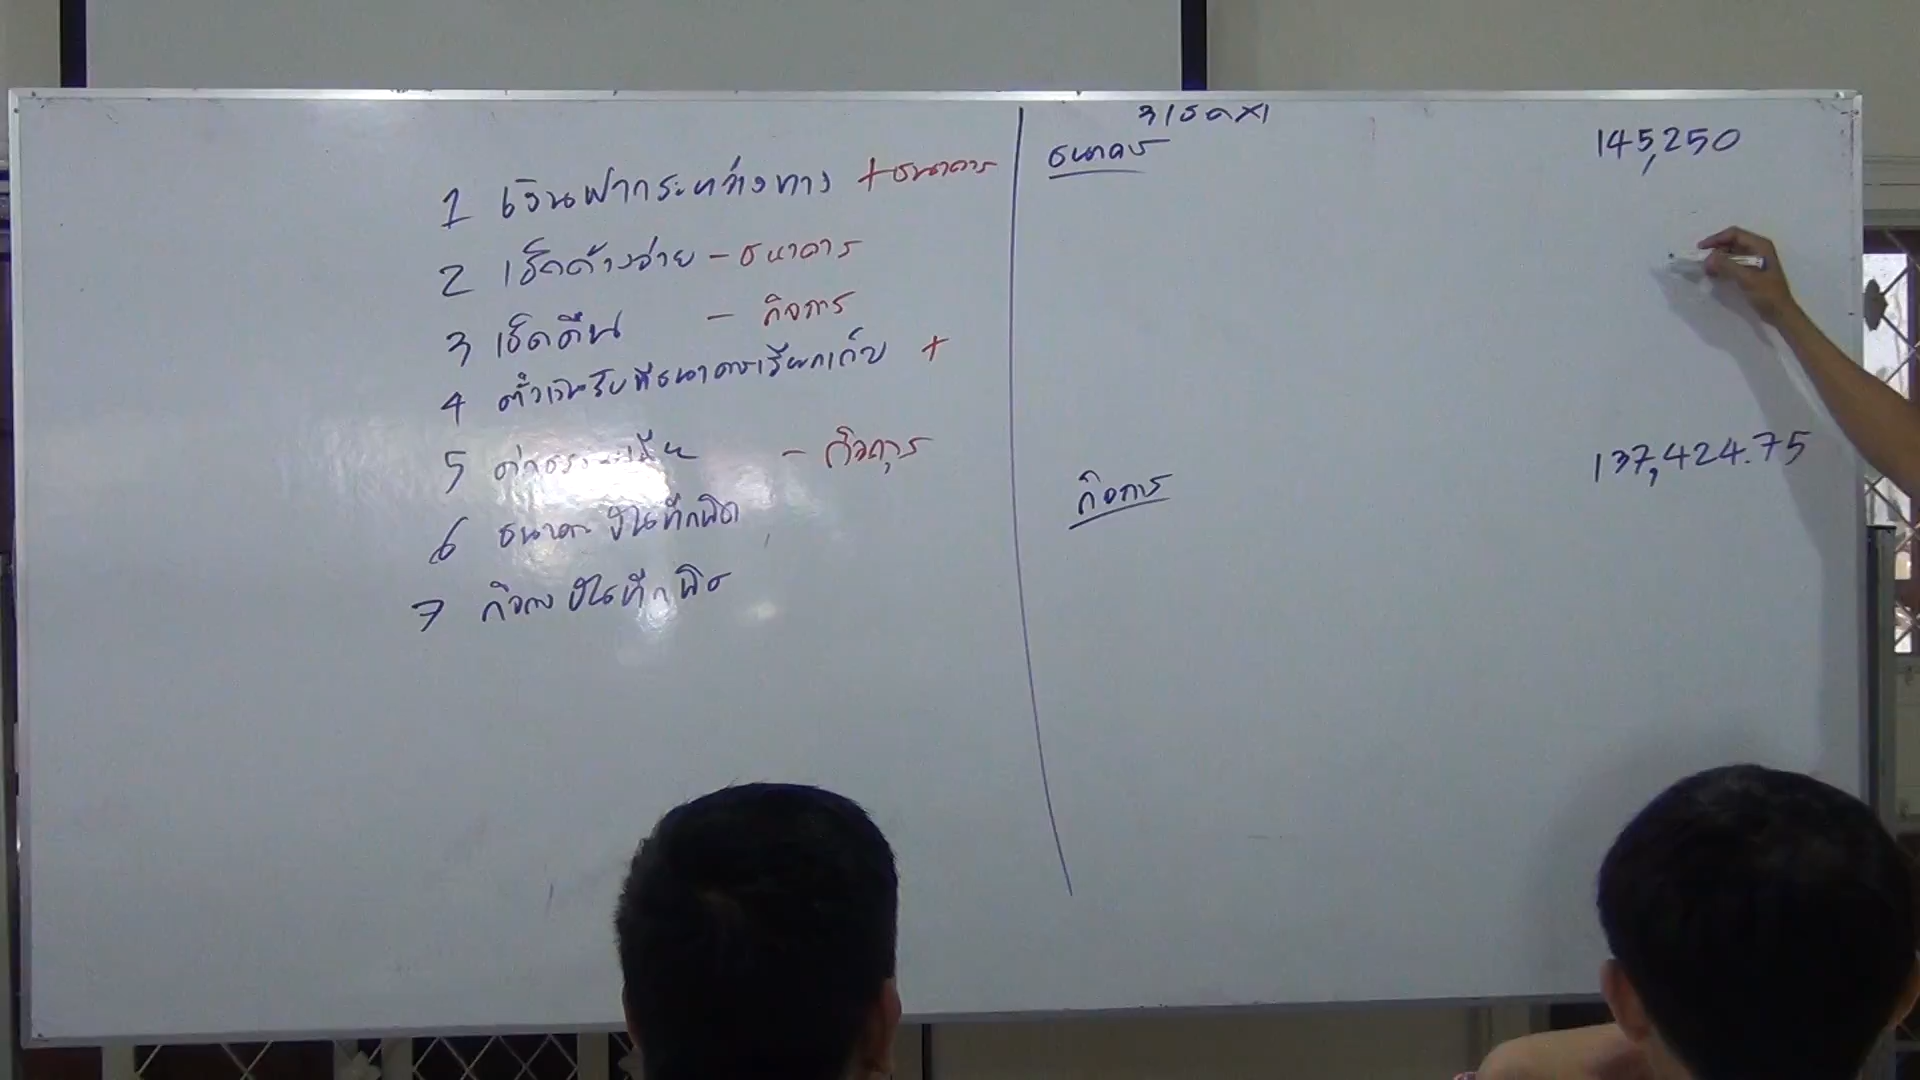 1 เงินฝากระหว่างทาง + ธนาคาร
2 เช็คค้างจ่าย - ธนาคาร
3 เช็คคืน - กิจการ
4 ตั๋วเงินรับที่ธนาคารเรียกเก็บ +
5 ค่าธรรมเนียม - กิจการ
6 ธนาคาร บันทึกผิด
7 กิจการ บันทึกผิด
31 ธค X1
ธนาคาร 145,250
กิจการ 137,424.75